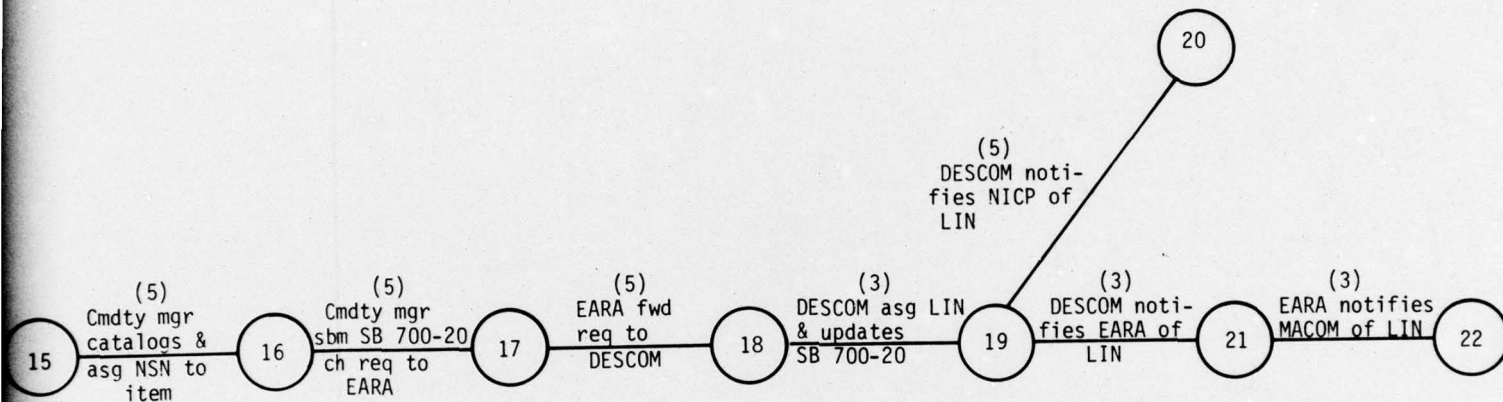 20
(5)
DESCOM noti-
fies NICP of
LIN
15
(5)
Cmdty mgr
catalogs &
asg NSN to
item
16
(5)
Cmdty mgr
sbm SB 700-20
ch req to
EARA
17
(5)
EARA fwd
req to
DESCOM
18
(3)
DESCOM asg LIN
& updates
SB 700-20
19
(3)
DESCOM noti-
fies EARA of
LIN
21
(3)
EARA notifies
MACOM of LIN
22